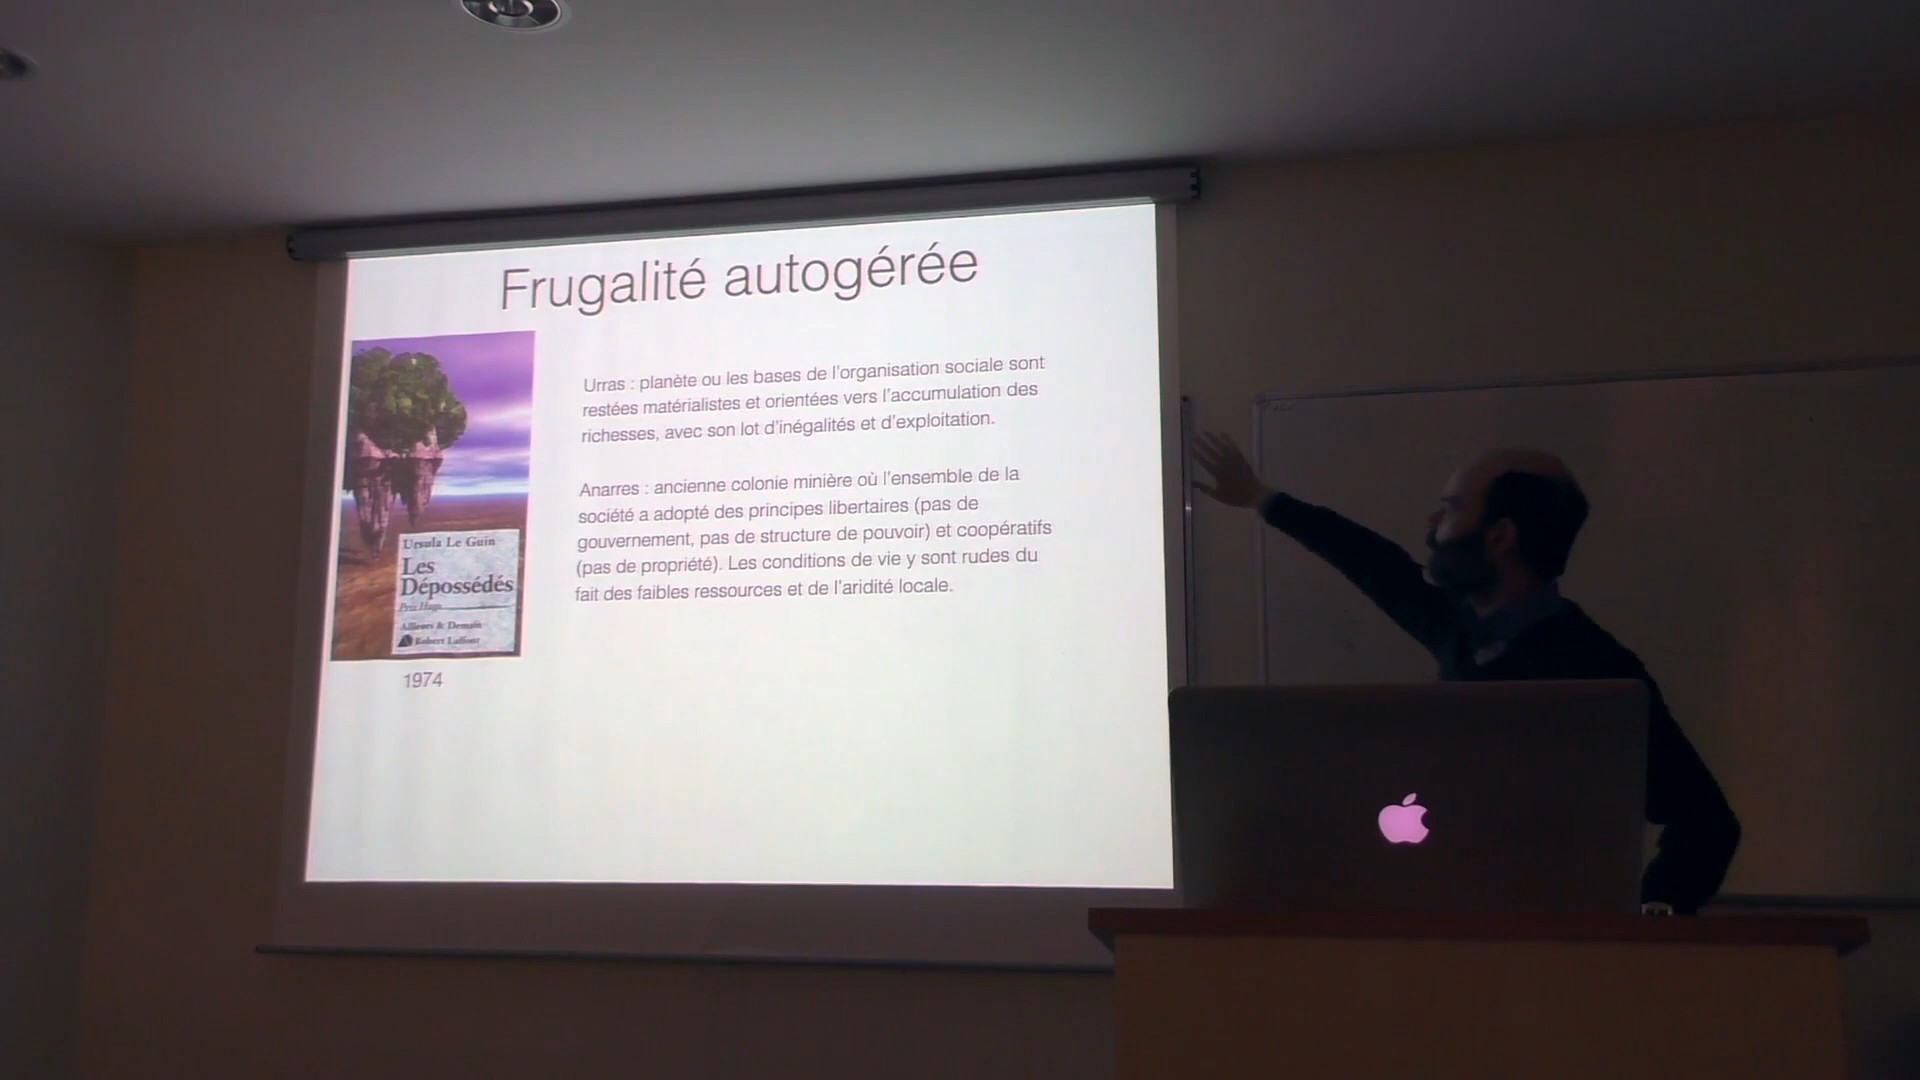 Frugalité autogérée
Urras : planète ou les bases de l'organisation sociale sont
restées matérialistes et orientées vers l'accumulation des
richesses, avec son lot d'inégalités et d'exploitation.
Anarres : ancienne colonie minière où l'ensemble de la
société a adopté des principes libertaires (pas de
gouvernement, pas de structure de pouvoir) et coopératifs
(pas de propriété). Les conditions de vie y sont rudes du
fait des faibles ressources et de l'aridité locale.
Ursula Le Guin
Les
Dépossédés
Prix Hugo
Ailleurs & Demain
Robert Laffont
1974